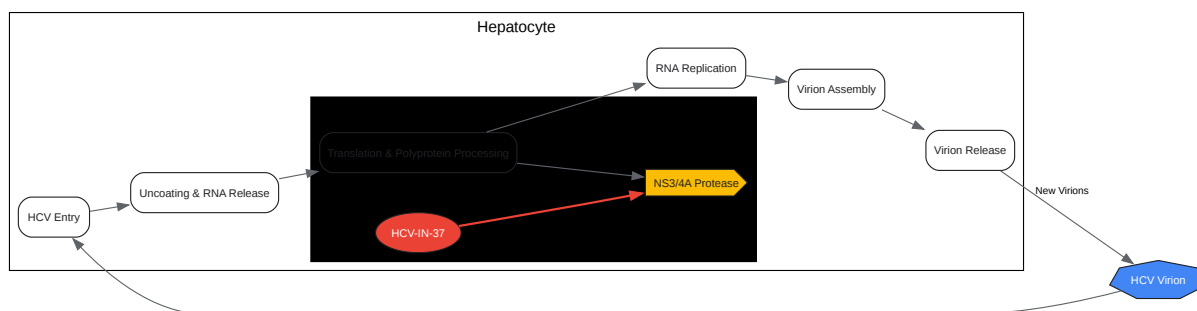 Hepatocyte
RNA Replication
Virion Assembly
Translation & Polyprotein Processing
Virion Release
NS3/4A Protease
Uncoating & RNA Release
New Virions
HCV Entry
HCV-IN-37
HCV Virion